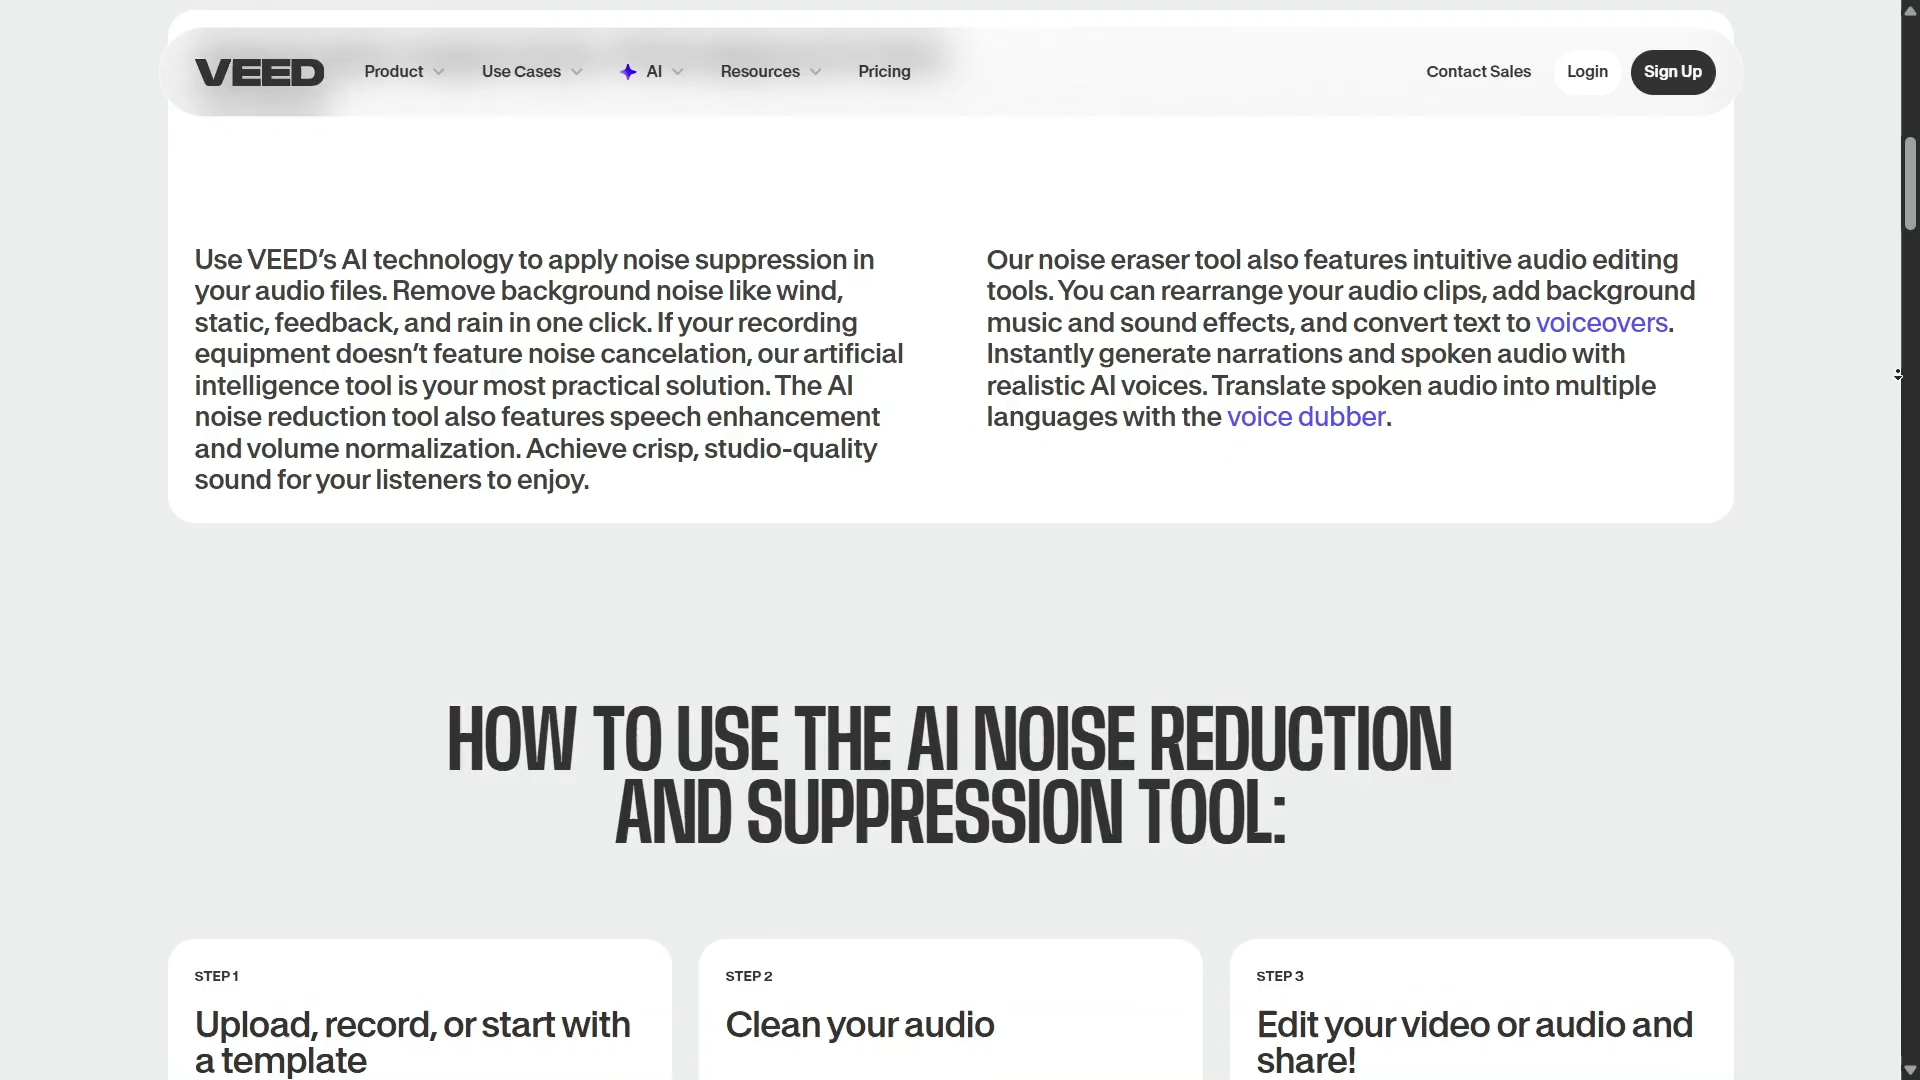 VEED
Product
Use Cases
AI
Resources
Pricing
Contact Sales
Login
Sign Up
Use VEED’s AI technology to apply noise suppression in
your audio files. Remove background noise like wind,
static, feedback, and rain in one click. If your recording
equipment doesn’t feature noise cancelation, our artificial
intelligence tool is your most practical solution. The AI
noise reduction tool also features speech enhancement
and volume normalization. Achieve crisp, studio-quality
sound for your listeners to enjoy.
Our noise eraser tool also features intuitive audio editing
tools. You can rearrange your audio clips, add background
music and sound effects, and convert text to voiceovers.
Instantly generate narrations and spoken audio with
realistic AI voices. Translate spoken audio into multiple
languages with the voice dubber.
HOW TO USE THE AI NOISE REDUCTION
AND SUPPRESSION TOOL:
STEP 1
Upload, record, or start with
a template
STEP 2
Clean your audio
STEP 3
Edit your video or audio and
share!